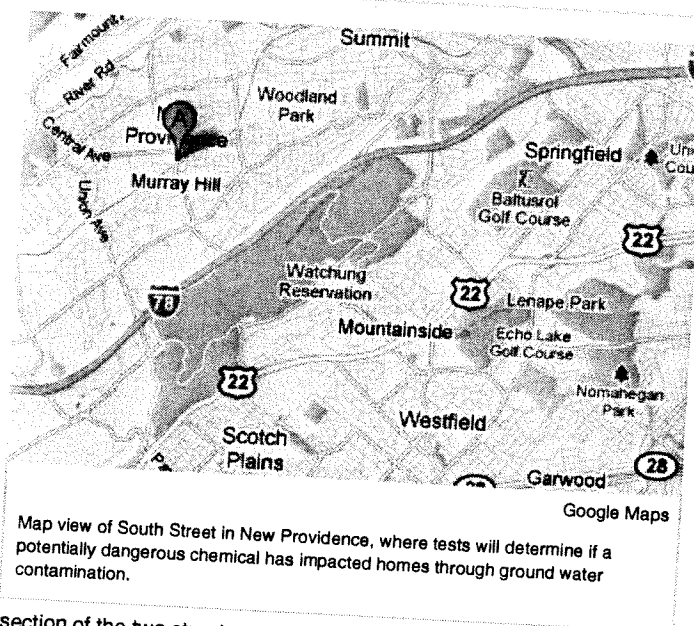 Summit
Fairmount
River Rd
Woodland
Park
Central Ave
Springfield
Murray Hill
Union Ave
A
Baltusrol
Golf Course
22
Watchung
Reservation
22
Lenape Park
78
Mountainside
Echo Lake
Golf Course
22
Nomahegan
Park
Westfield
Scotch
Plains
28
Garwood
Google Maps
Map view of South Street in New Providence, where tests will determine if a
potentially dangerous chemical has impacted homes through ground water
contamination.
section of the two